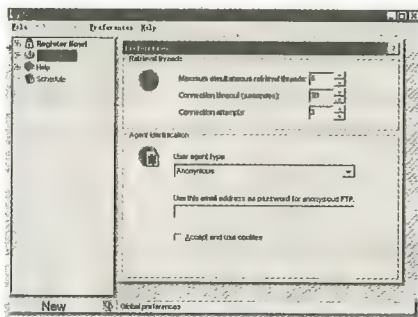 File
Preferences Help
Register Now!
Help
Schedule
Preferences
Retrieval threads
Maximum simultaneous retrieval threads:
Connection timeout (seconds):
Connection attempts:
Agent identification
User agent type
Anonymous
Use this email address as password for anonymous FTP.
Accept and use cookies
New
Global preferences